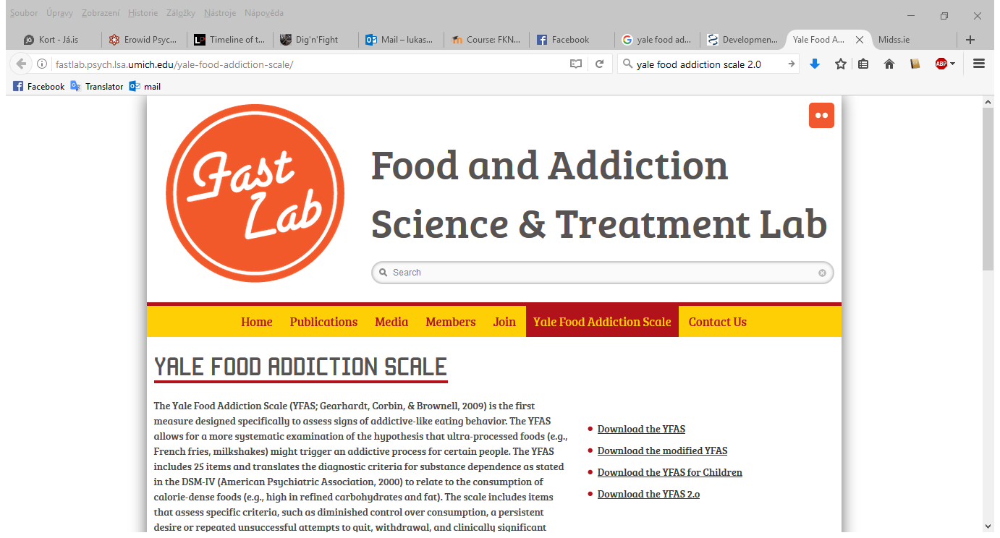 Soubor Úpravy Zobrazení Historie Záložky Nástroje Nápověda
Kort - Já.is Erowid Psyc... Timeline of t... Dig'n'Fight Mail – lukas... Course: FKN... Facebook yale food ad... Developmen... Yale Food A... Midss.ie
fastlab.psych.lsa.umich.edu/yale-food-addiction-scale/ yale food addiction scale 2.0 ABP
Facebook Translator mail
Fast Lab
Food and Addiction
Science & Treatment Lab
Search
Home Publications Media Members Join Yale Food Addiction Scale Contact Us
YALE FOOD ADDICTION SCALE
The Yale Food Addiction Scale (YFAS; Gearhardt, Corbin, & Brownell, 2009) is the first
measure designed specifically to assess signs of addictive-like eating behavior. The YFAS
allows for a more systematic examination of the hypothesis that ultra-processed foods (e.g.,
French fries, milkshakes) might trigger an addictive process for certain people. The YFAS
includes 25 items and translates the diagnostic criteria for substance dependence as stated
in the DSM-IV (American Psychiatric Association, 2000) to relate to the consumption of
calorie-dense foods (e.g., high in refined carbohydrates and fat). The scale includes items
that assess specific criteria, such as diminished control over consumption, a persistent
desire or repeated unsuccessful attempts to quit, withdrawal, and clinically significant
Download the YFAS
Download the modified YFAS
Download the YFAS for Children
Download the YFAS 2.0